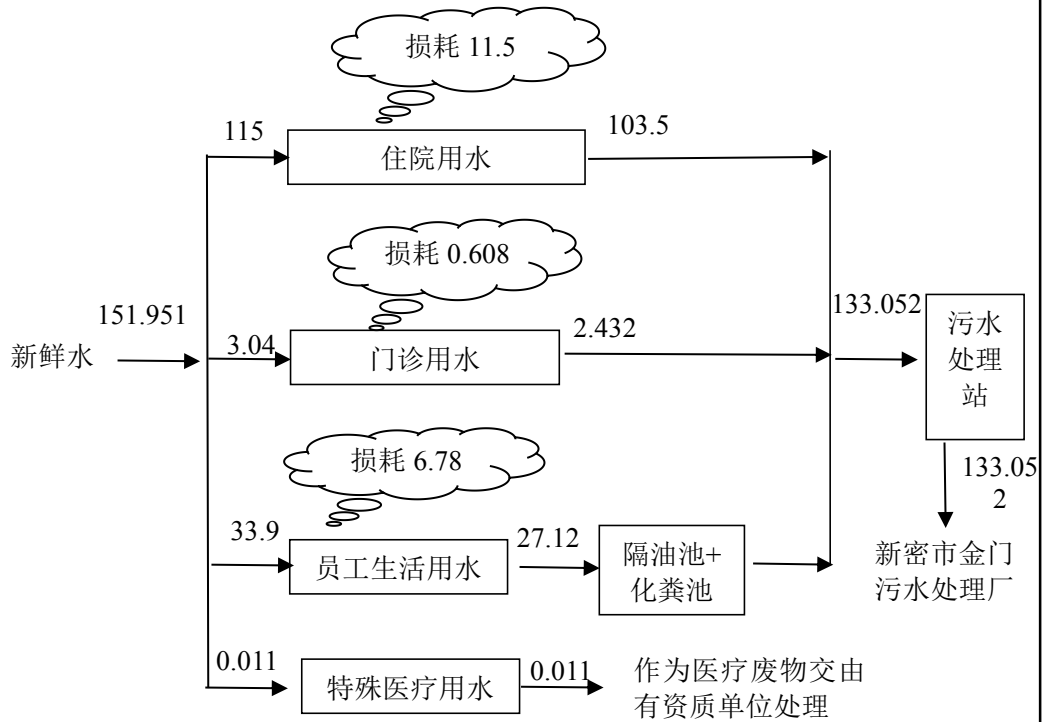 损耗 11.5
115
住院用水
103.5
损耗 0.608
151.951
新鲜水
3.04
门诊用水
2.432
133.052
污水
处理
站
损耗 6.78
33.9
员工生活用水
27.12
隔油池+
化粪池
133.05
2
新密市金门
污水处理厂
0.011
特殊医疗用水
0.011
作为医疗废物交由
有资质单位处理